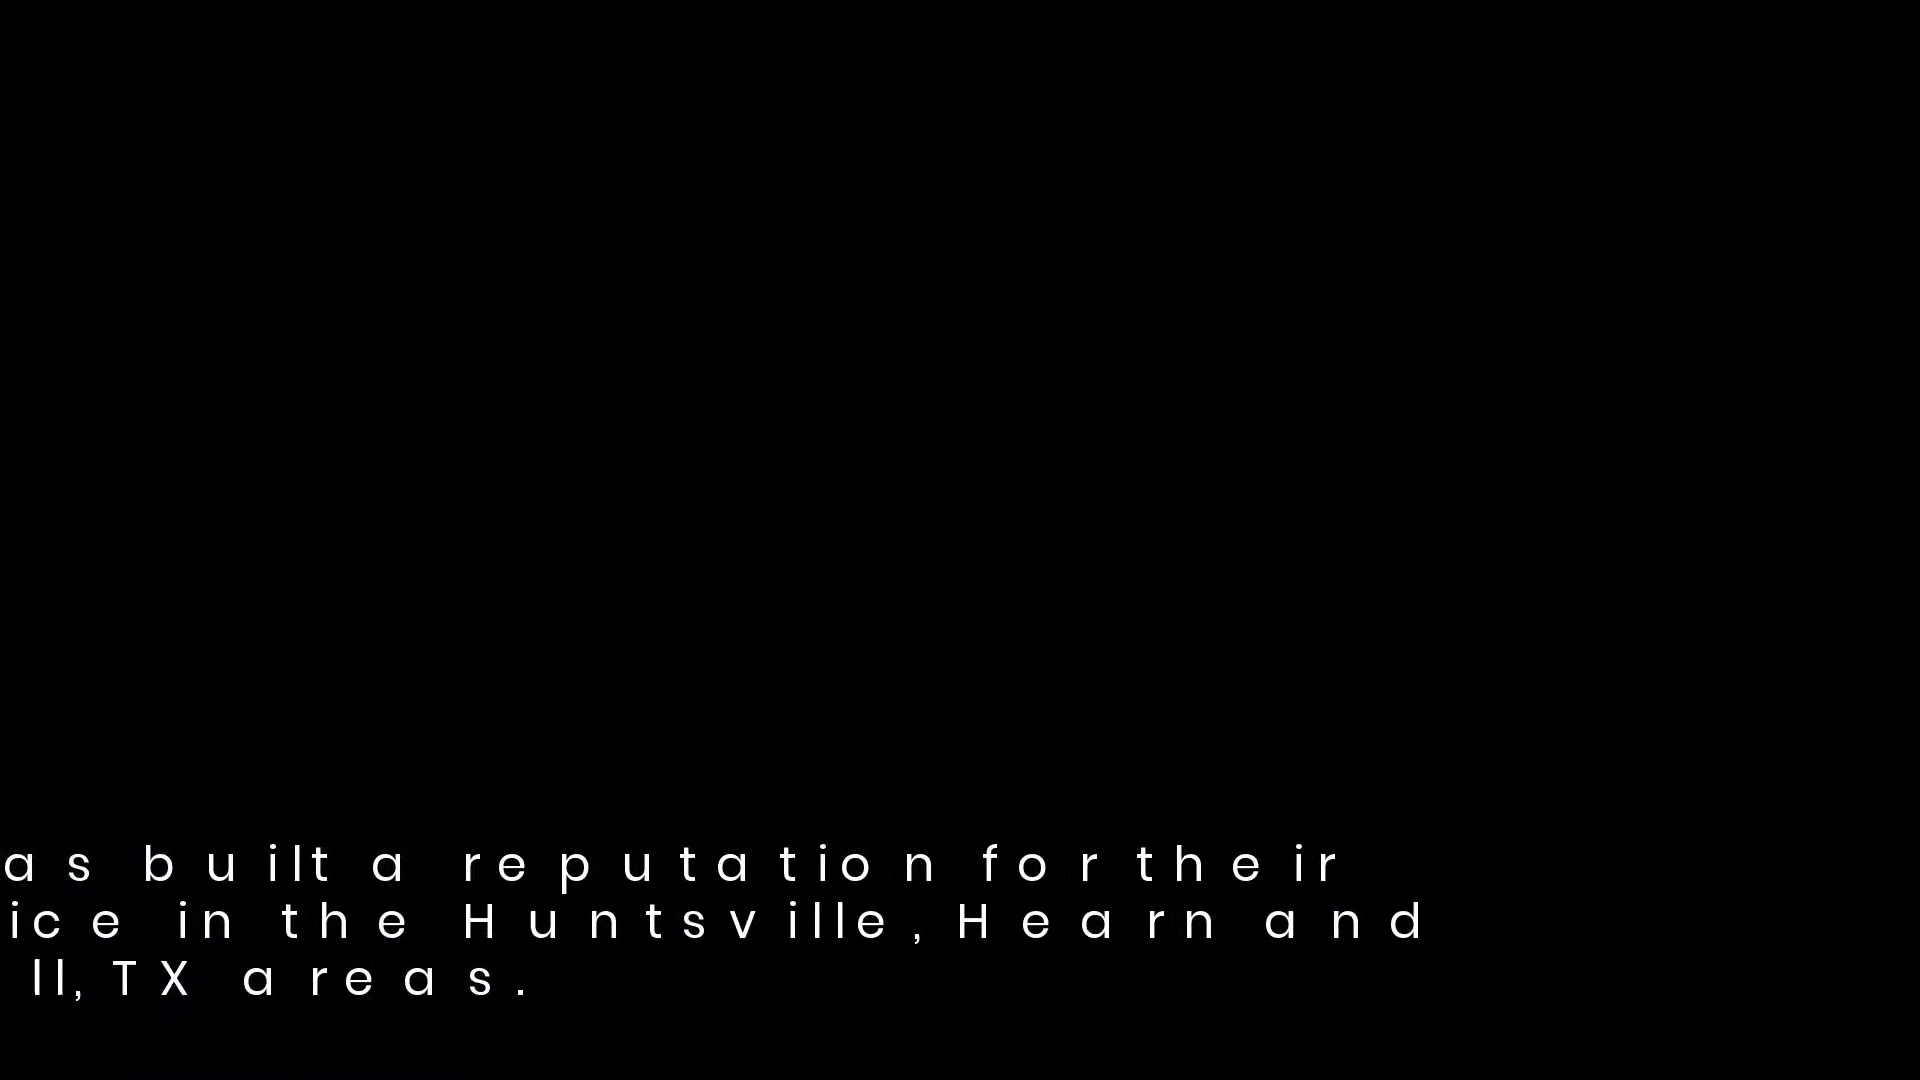 as built a reputation for their
ice in the Huntsville, Hearn and
ll, TX areas.